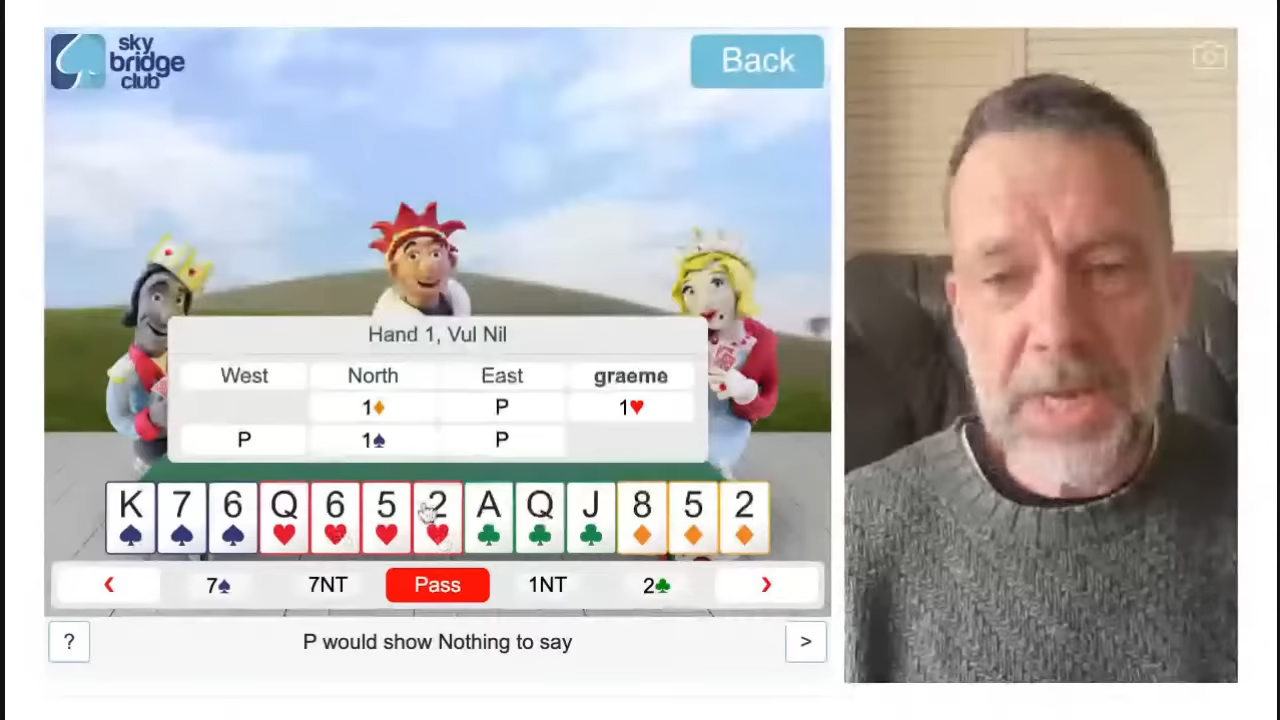 sky
bridge
club
Back
Hand 1, Vul Nil
West North East graeme
1♦ P 1♥
P 1♠ P
K♠ 7♠ 6♠ Q♥ 6♥ 5♥ 2♥ A♣ Q♣ J♣ 8♦ 5♦ 2♦
< 7♠ 7NT Pass 1NT 2♣ >
? P would show Nothing to say >